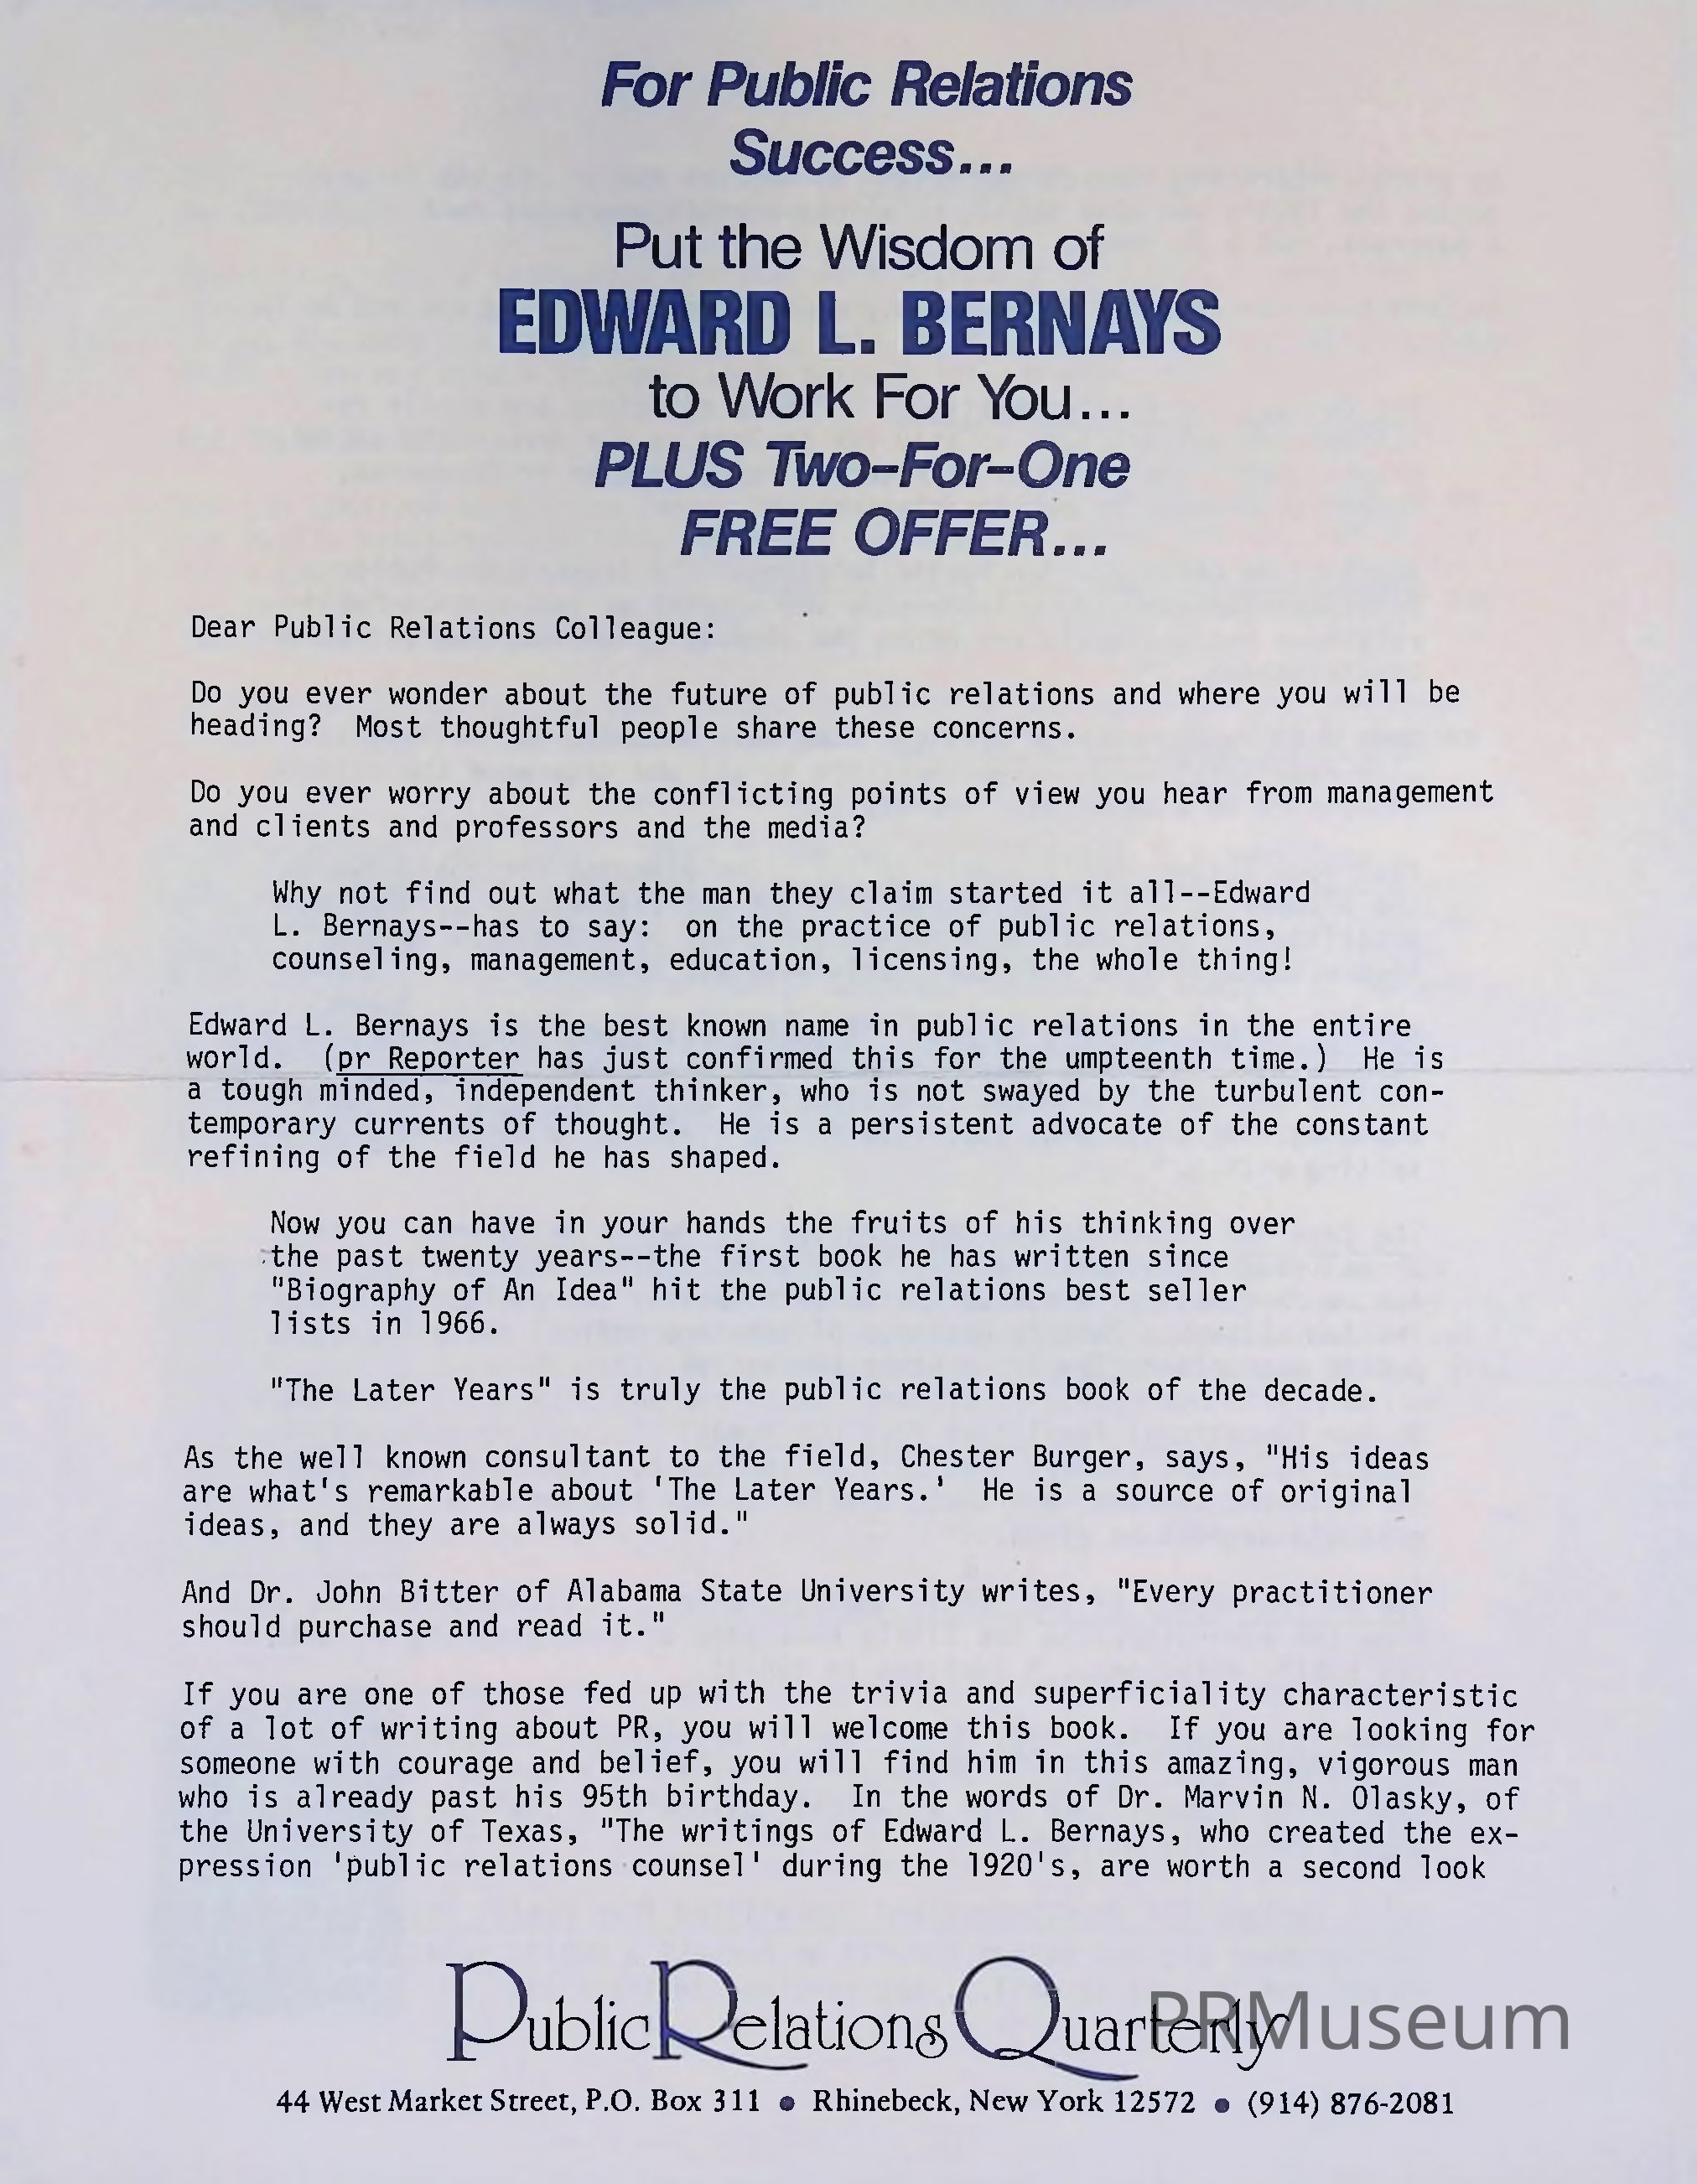 For Public Relations
Success...
Put the Wisdom of
EDWARD L. BERNAYS
to Work For You...
PLUS Two-For-One
FREE OFFER...
Dear Public Relations Colleague:
Do you ever wonder about the future of public relations and where you will be
heading? Most thoughtful people share these concerns.
Do you ever worry about the conflicting points of view you hear from management
and clients and professors and the media?
Why not find out what the man they claim started it all--Edward
L. Bernays--has to say: on the practice of public relations,
counseling, management, education, licensing, the whole thing!
Edward L. Bernays is the best known name in public relations in the entire
world. (pr Reporter has just confirmed this for the umpteenth time.) He is
a tough minded, independent thinker, who is not swayed by the turbulent con-
temporary currents of thought. He is a persistent advocate of the constant
refining of the field he has shaped.
Now you can have in your hands the fruits of his thinking over
the past twenty years--the first book he has written since
"Biography of An Idea" hit the public relations best seller
lists in 1966.
"The Later Years" is truly the public relations book of the decade.
As the well known consultant to the field, Chester Burger, says, "His ideas
are what's remarkable about 'The Later Years.' He is a source of original
ideas, and they are always solid."
And Dr. John Bitter of Alabama State University writes, "Every practitioner
should purchase and read it."
If you are one of those fed up with the trivia and superficiality characteristic
of a lot of writing about PR, you will welcome this book. If you are looking for
someone with courage and belief, you will find him in this amazing, vigorous man
who is already past his 95th birthday. In the words of Dr. Marvin N. Olasky, of
the University of Texas, "The writings of Edward L. Bernays, who created the ex-
pression 'public relations counsel' during the 1920's, are worth a second look
Public Relations Quarterly
PRMuseum
44 West Market Street, P.O. Box 311 • Rhinebeck, New York 12572 • (914) 876-2081